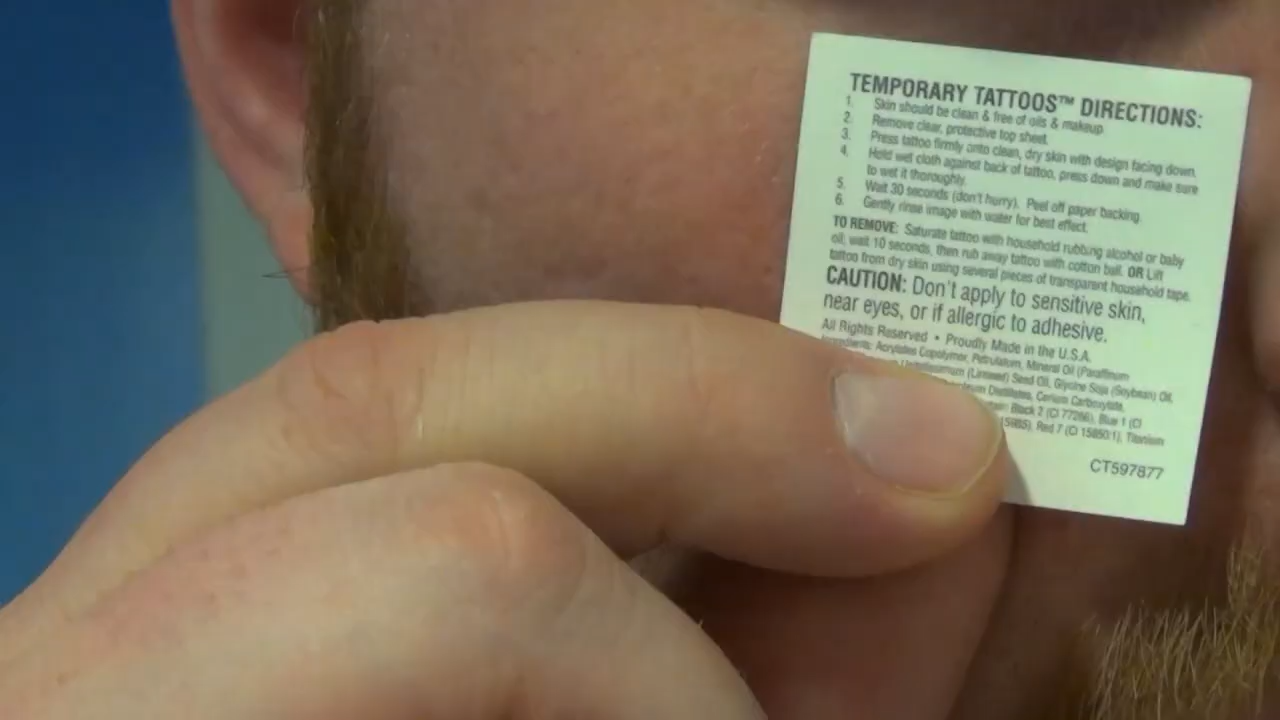 TEMPORARY TATTOOS™ DIRECTIONS:
1. Skin should be clean & free of oils & makeup.
2. Remove clear, protective top sheet.
3. Press tattoo firmly onto clean, dry skin with design facing down.
4. Hold wet cloth against back of tattoo, press down and make sure
to wet it thoroughly.
5. Wait 30 seconds (don't hurry). Peel off paper backing.
6. Gently rinse image with water for best effect.
TO REMOVE: Saturate tattoo with household rubbing alcohol or baby
oil, wait 10 seconds, then rub away tattoo with cotton ball. OR Lift
tattoo from dry skin using several pieces of transparent household tape.
CAUTION: Don't apply to sensitive skin,
near eyes, or if allergic to adhesive.
All Rights Reserved • Proudly Made in the U.S.A.
Ingredients: Acrylates Copolymer, Petrolatum, Mineral Oil (Paraffinum
Usitatissimum (Linseed) Seed Oil, Glycine Soja (Soybean) Oil,
Distillates, Cerium Carboxylate,
Black 2 (CI 77266), Blue 1 (CI
15985), Red 7 (CI 15850:1), Titanium
CT597877